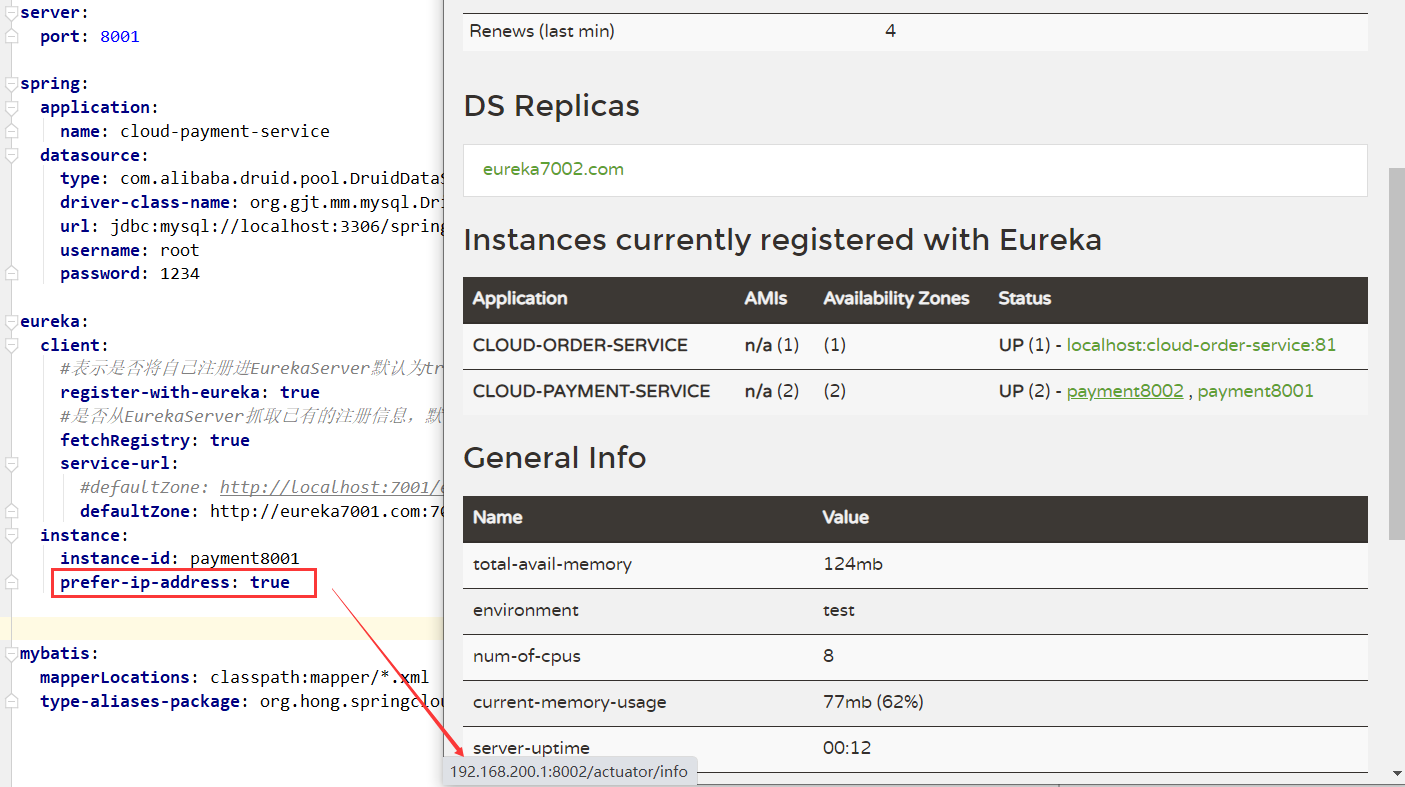 server:
port: 8001
spring:
application:
name: cloud-payment-service
datasource:
type: com.alibaba.druid.pool.DruidDataS
driver-class-name: org.gjt.mm.mysql.Dri
url: jdbc:mysql://localhost:3306/spring
username: root
password: 1234
eureka:
client:
#表示是否将自己注册进EurekaServer默认为tr
register-with-eureka: true
#是否从EurekaServer抓取已有的注册信息，默
fetchRegistry: true
service-url:
#defaultZone: http://localhost:7001/e
defaultZone: http://eureka7001.com:70
instance:
instance-id: payment8001
prefer-ip-address: true
mybatis:
mapperLocations: classpath:mapper/*.xml
type-aliases-package: org.hong.springclou
Renews (last min) 4
DS Replicas
eureka7002.com
Instances currently registered with Eureka
Application AMIs Availability Zones Status
CLOUD-ORDER-SERVICE n/a (1) (1) UP (1) - localhost:cloud-order-service:81
CLOUD-PAYMENT-SERVICE n/a (2) (2) UP (2) - payment8002 , payment8001
General Info
Name Value
total-avail-memory 124mb
environment test
num-of-cpus 8
current-memory-usage 77mb (62%)
server-uptime 00:12
192.168.200.1:8002/actuator/info